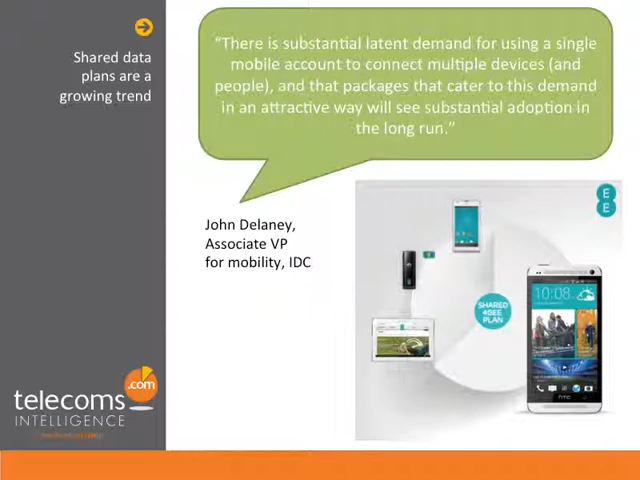 Shared data
plans are a
growing trend
“There is substantial latent demand for using a single
mobile account to connect multiple devices (and
people), and that packages that cater to this demand
in an attractive way will see substantial adoption in
the long run.”
John Delaney,
Associate VP
for mobility, IDC
E
E
SHARED
4GEE
PLAN
10:08
hTC
.com
telecoms
INTELLIGENCE